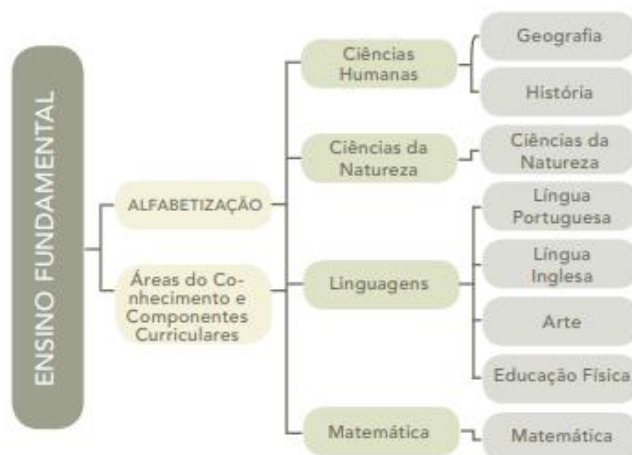 ENSINO FUNDAMENTAL
ALFABETIZAÇÃO
Áreas do Co-
nhecimento e
Componentes
Curriculares
Ciências
Humanas
Ciências da
Natureza
Linguagens
Matemática
Geografia
História
Ciências da
Natureza
Língua
Portuguesa
Língua
Inglesa
Arte
Educação Física
Matemática